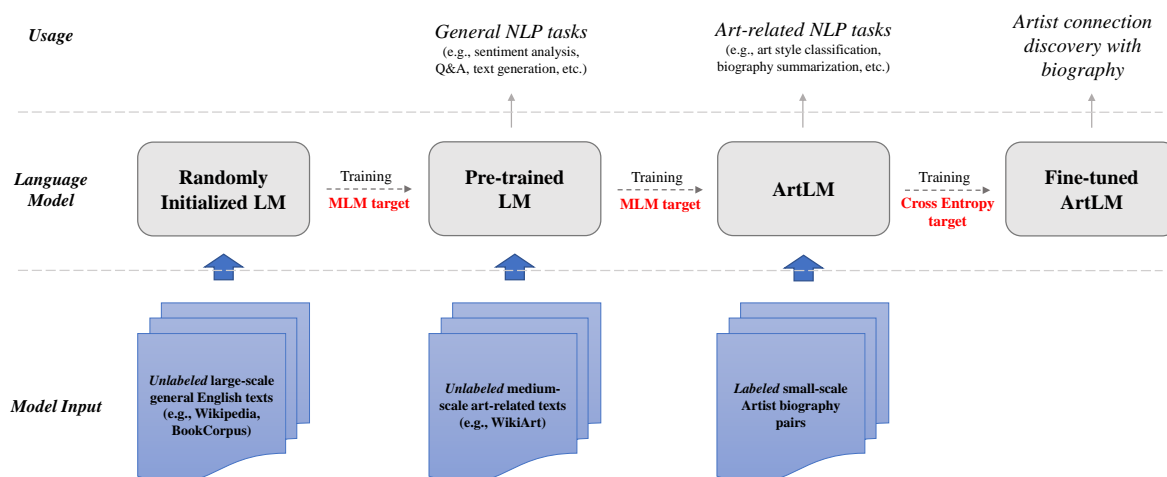 Usage
General NLP tasks
(e.g., sentiment analysis,
Q&A, text generation, etc.)
Art-related NLP tasks
(e.g., art style classification,
biography summarization, etc.)
Artist connection
discovery with
biography
Language
Model
Randomly
Initialized LM
Training
MLM target
Pre-trained
LM
Training
MLM target
ArtLM
Training
Cross Entropy
target
Fine-tuned
ArtLM
Model Input
Unlabeled large-scale
general English texts
(e.g., Wikipedia,
BookCorpus)
Unlabeled medium-
scale art-related texts
(e.g., WikiArt)
Labeled small-scale
Artist biography
pairs